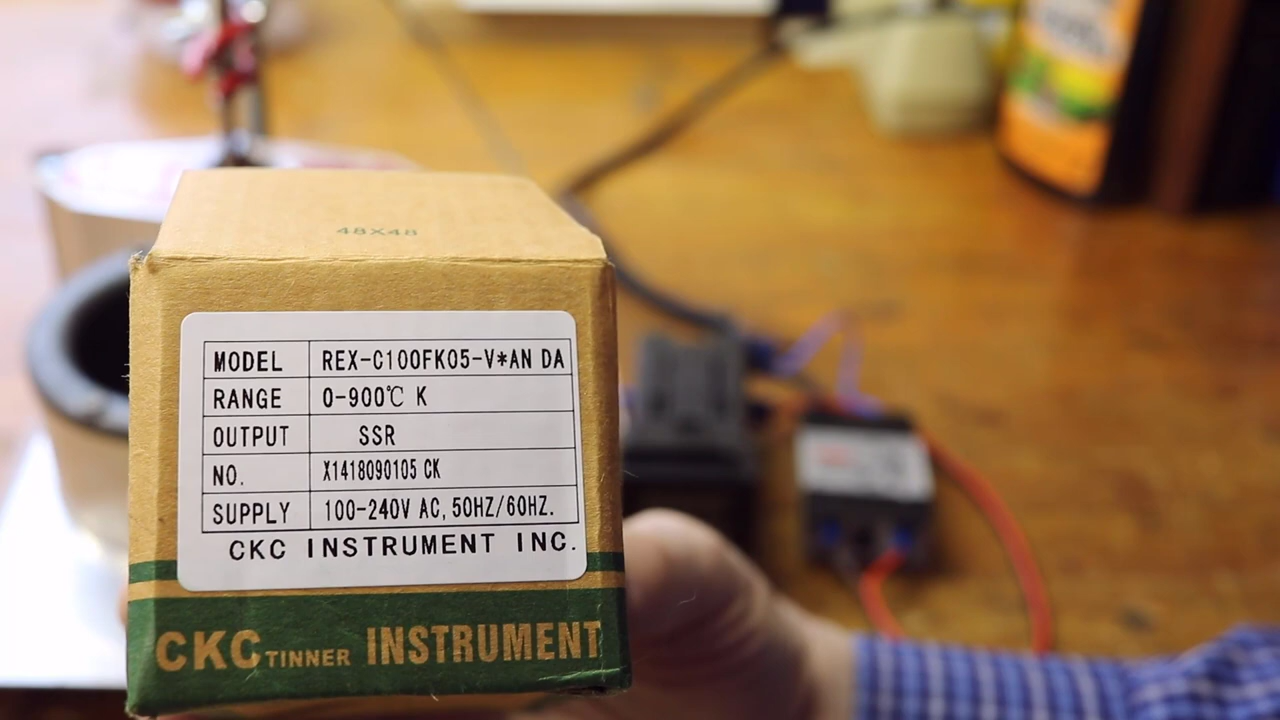 48X48
MODEL REX-C100FK05-V*AN DA
RANGE 0-900℃ K
OUTPUT SSR
NO. X1418090105 CK
SUPPLY 100-240V AC, 50HZ/60HZ.
CKC INSTRUMENT INC.
CKC TINNER INSTRUMENT